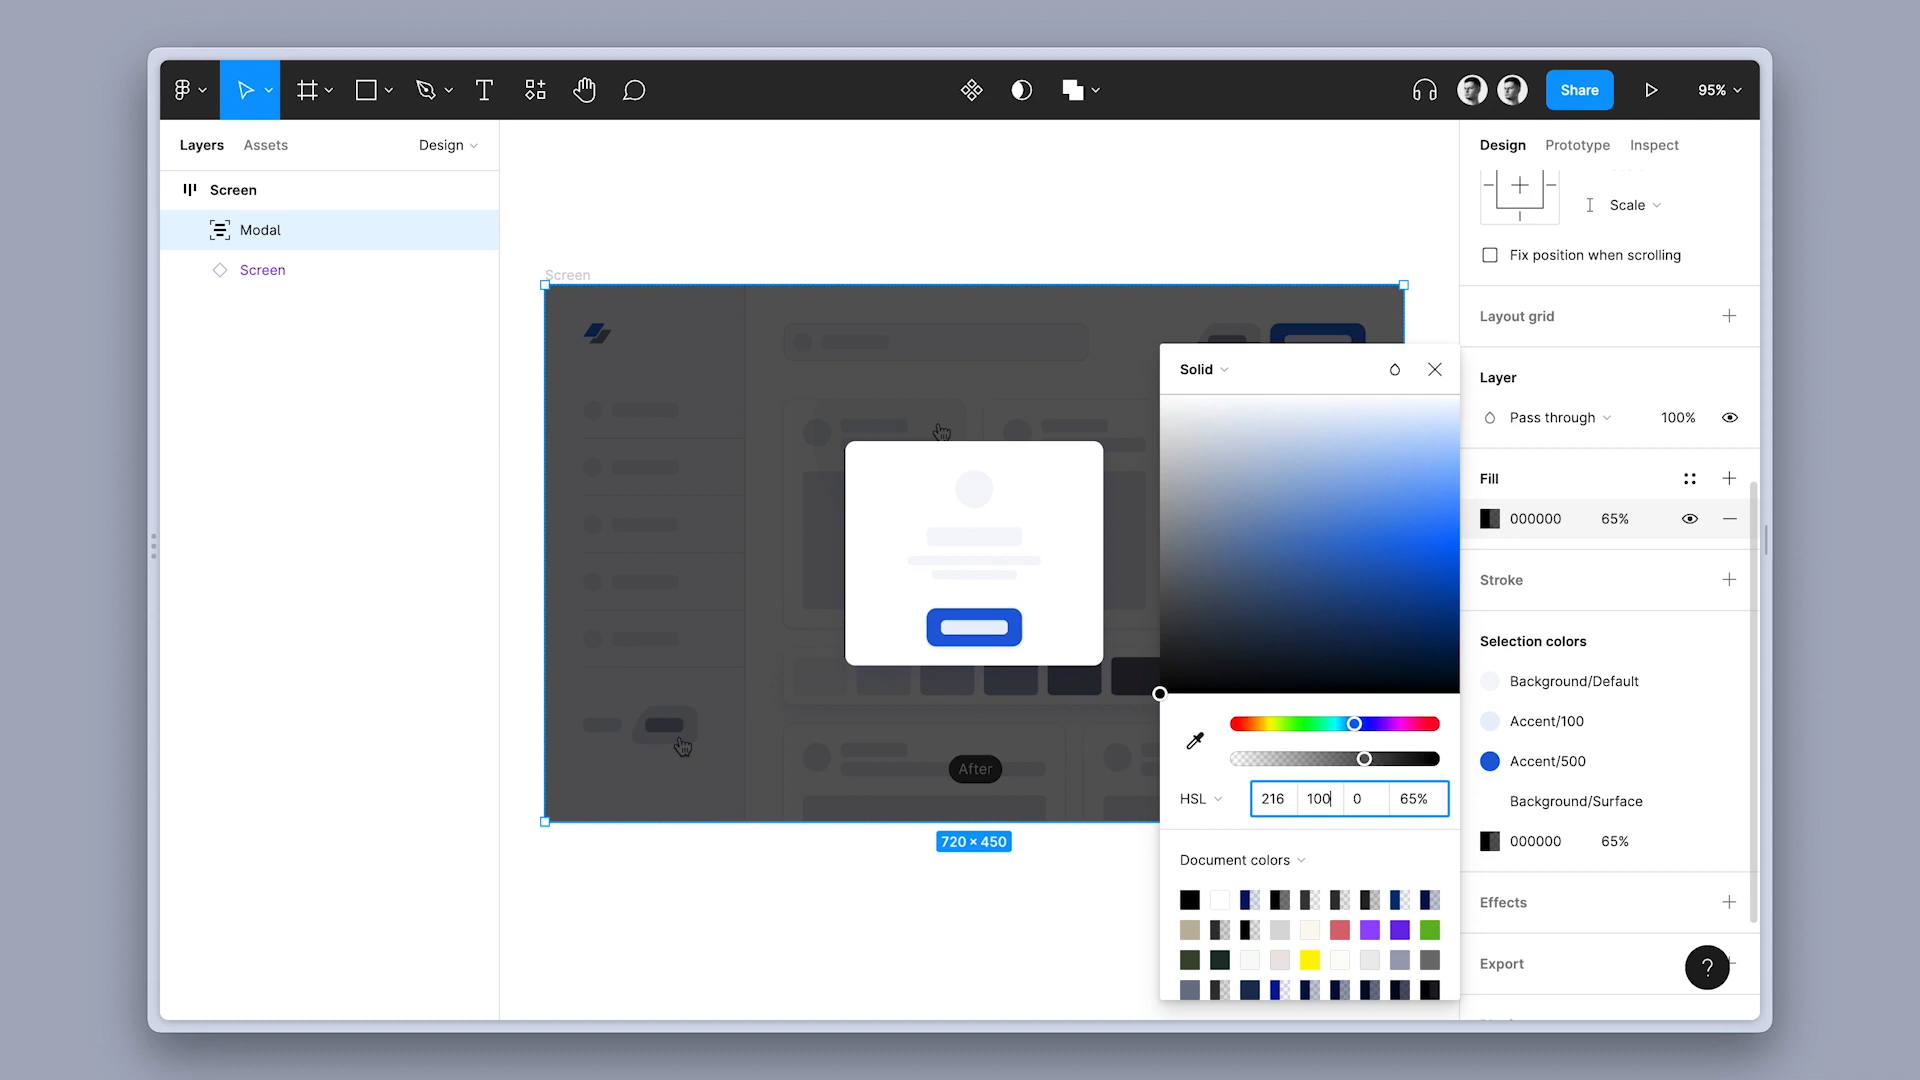 Share
95%
Layers
Assets
Design
Screen
Modal
Screen
Screen
After
720 × 450
Solid
HSL
216
100
0
65%
Document colors
Design
Prototype
Inspect
Scale
Fix position when scrolling
Layout grid
Layer
Pass through
100%
Fill
000000
65%
Stroke
Selection colors
Background/Default
Accent/100
Accent/500
Background/Surface
000000
65%
Effects
Export
?